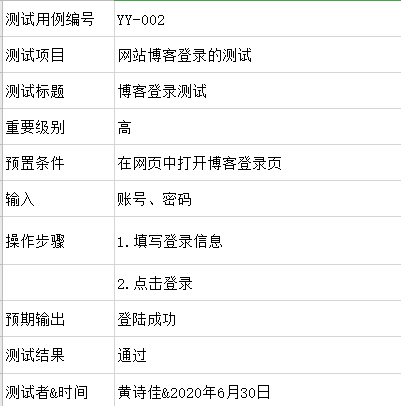 测试用例编号 YY-002
测试项目 网站博客登录的测试
测试标题 博客登录测试
重要级别 高
预置条件 在网页中打开博客登录页
输入 账号、密码
操作步骤 1.填写登录信息
2.点击登录
预期输出 登陆成功
测试结果 通过
测试者&时间 黄诗佳&2020年6月30日